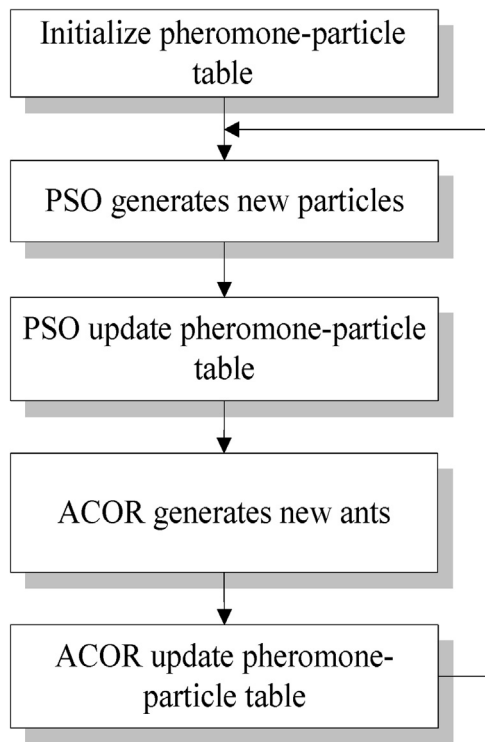 Initialize pheromone-particle
table
PSO generates new particles
PSO update pheromone-particle
table
ACOR generates new ants
ACOR update pheromone-
particle table